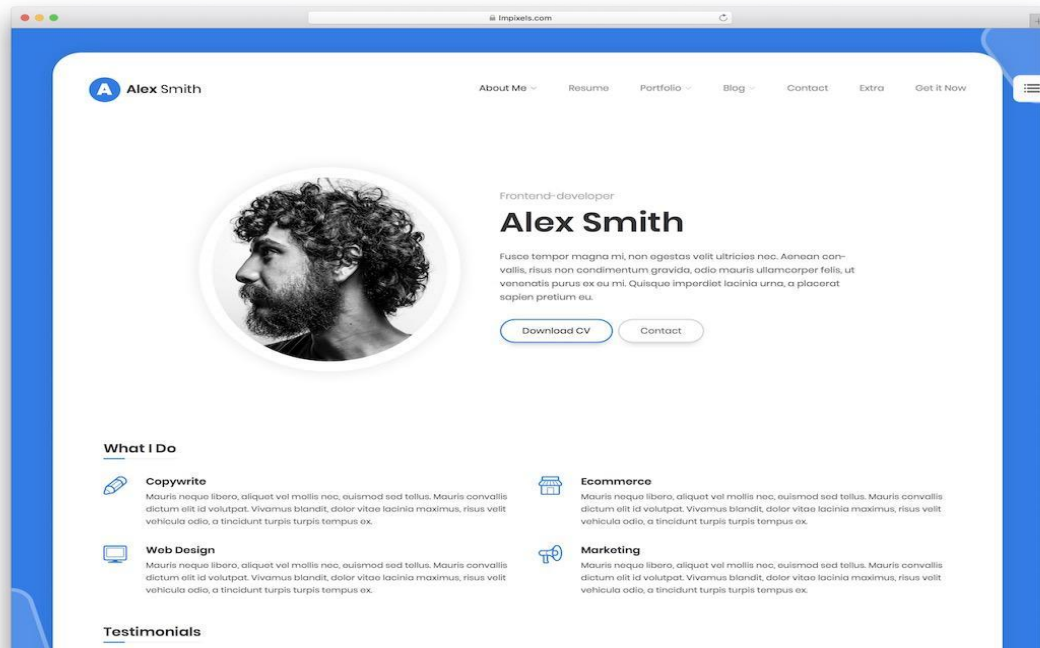 lmpixels.com
A Alex Smith
About Me Resume Portfolio Blog Contact Extra Get it Now
Frontend-developer
Alex Smith
Fusce tempor magna mi, non egestas velit ultricies nec. Aenean con-
vallis, risus non condimentum gravida, odio mauris ullamcorper felis, ut
venenatis purus ex eu mi. Quisque imperdiet lacinia urna, a placerat
sapien pretium eu.
Download CV Contact
What I Do
Copywrite
Mauris neque libero, aliquet vel mollis nec, euismod sed tellus. Mauris convallis
dictum elit id volutpat. Vivamus blandit, dolor vitae lacinia maximus, risus velit
vehicula odio, a tincidunt turpis turpis tempus ex.
Ecommerce
Mauris neque libero, aliquet vel mollis nec, euismod sed tellus. Mauris convallis
dictum elit id volutpat. Vivamus blandit, dolor vitae lacinia maximus, risus velit
vehicula odio, a tincidunt turpis turpis tempus ex.
Web Design
Mauris neque libero, aliquet vel mollis nec, euismod sed tellus. Mauris convallis
dictum elit id volutpat. Vivamus blandit, dolor vitae lacinia maximus, risus velit
vehicula odio, a tincidunt turpis turpis tempus ex.
Marketing
Mauris neque libero, aliquet vel mollis nec, euismod sed tellus. Mauris convallis
dictum elit id volutpat. Vivamus blandit, dolor vitae lacinia maximus, risus velit
vehicula odio, a tincidunt turpis turpis tempus ex.
Testimonials